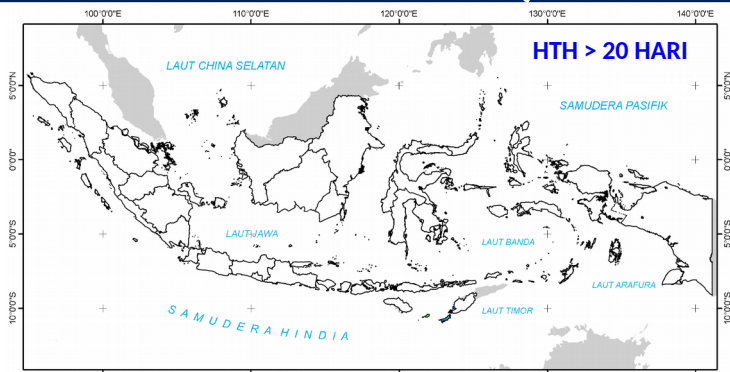 100°0'0"E 110°0'0"E 120°0'0"E 130°0'0"E 140°0'0"E
HTH > 20 HARI
LAUT CHINA SELATAN
5°0'0"N 5°0'0"N
SAMUDERA PASIFIK
0°0'0" 0°0'0"
LAUT JAWA
5°0'0"S 5°0'0"S
LAUT BANDA
LAUT ARAFURA
10°0'0"S 10°0'0"S
SAMUDERA HINDIA
LAUT TIMOR